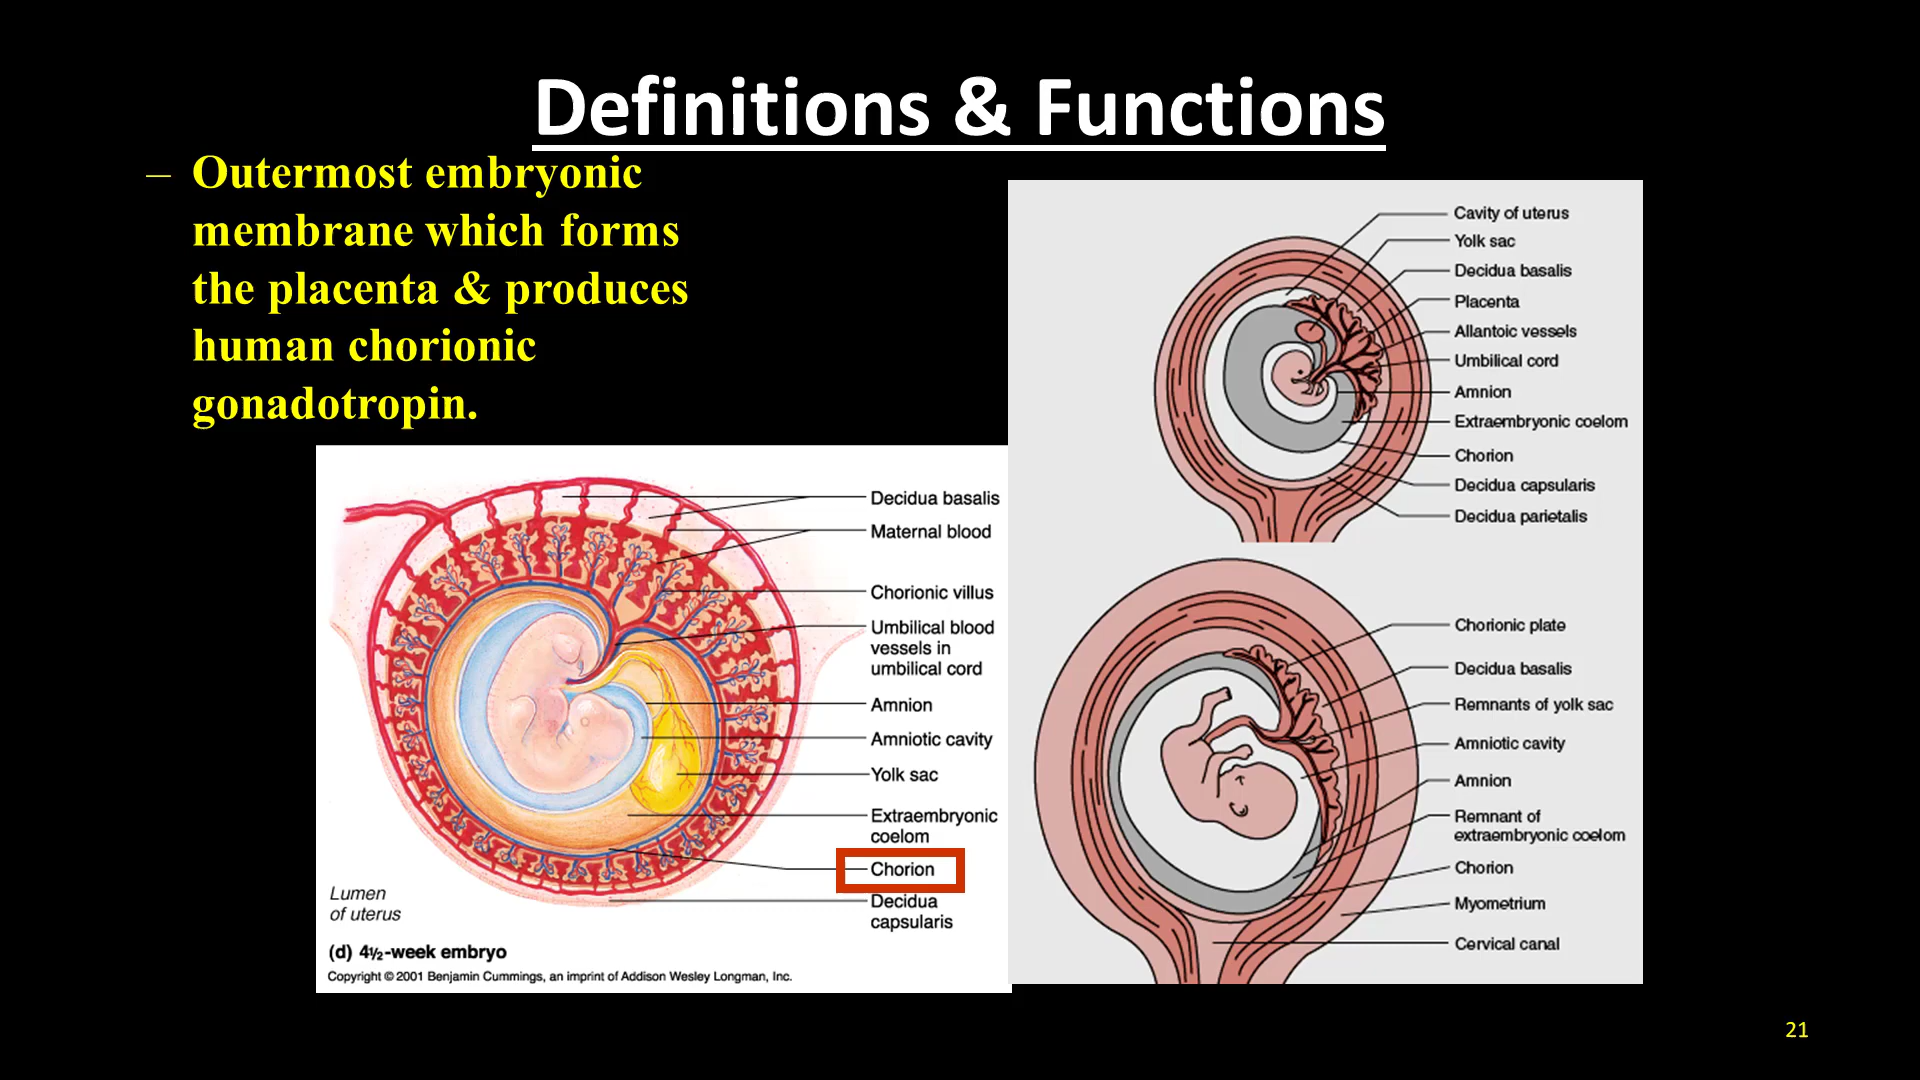 Definitions & Functions
– Outermost embryonic
membrane which forms
the placenta & produces
human chorionic
gonadotropin.
Decidua basalis
Maternal blood
Chorionic villus
Umbilical blood
vessels in
umbilical cord
Amnion
Amniotic cavity
Yolk sac
Extraembryonic
coelom
Chorion
Decidua
capsularis
Lumen
of uterus
(d) 4½-week embryo
Copyright © 2001 Benjamin Cummings, an imprint of Addison Wesley Longman, Inc.
Cavity of uterus
Yolk sac
Decidua basalis
Placenta
Allantoic vessels
Umbilical cord
Amnion
Extraembryonic coelom
Chorion
Decidua capsularis
Decidua parietalis
Chorionic plate
Decidua basalis
Remnants of yolk sac
Amniotic cavity
Amnion
Remnant of
extraembryonic coelom
Chorion
Myometrium
Cervical canal
21